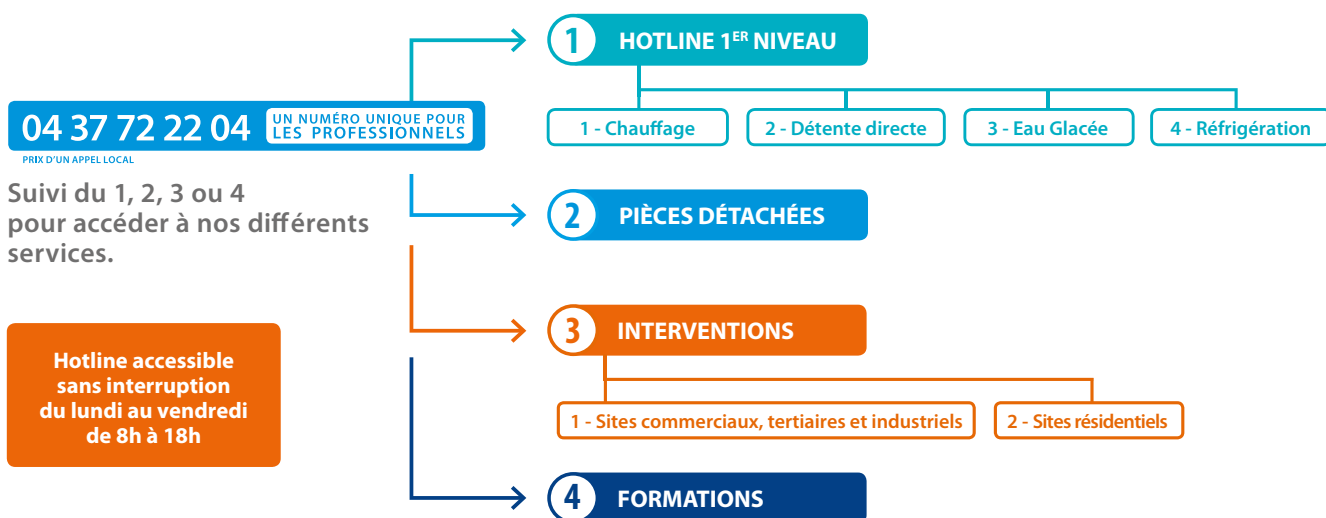 1 HOTLINE 1ER NIVEAU
04 37 72 22 04 UN NUMÉRO UNIQUE POUR
LES PROFESSIONNELS
1 - Chauffage
2 - Détente directe
3 - Eau Glacée
4 - Réfrigération
PRIX D'UN APPEL LOCAL
Suivi du 1, 2, 3 ou 4
pour accéder à nos différents
services.
2 PIÈCES DÉTACHÉES
3 INTERVENTIONS
Hotline accessible
sans interruption
du lundi au vendredi
de 8h à 18h
1 - Sites commerciaux, tertiaires et industriels
2 - Sites résidentiels
4 FORMATIONS